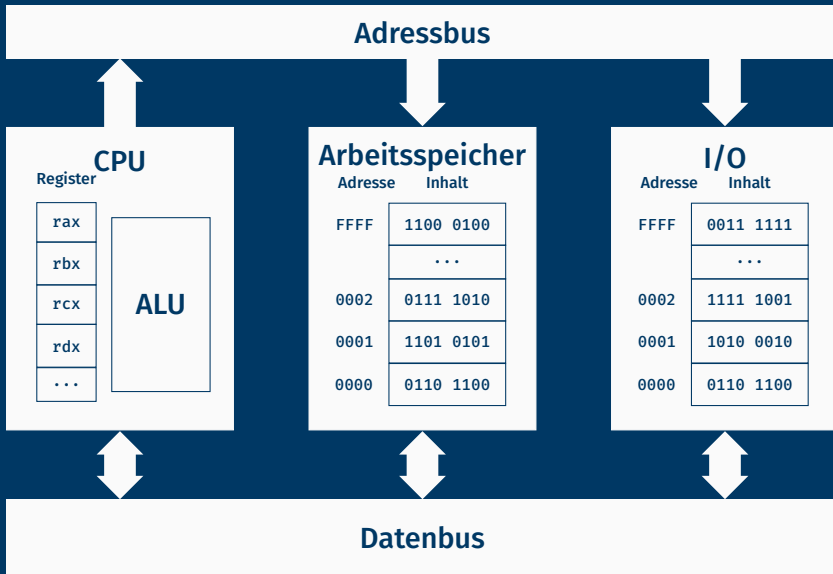 Adressbus
CPU
Register
rax
rbx
rcx
rdx
...
ALU
Arbeitsspeicher
Adresse Inhalt
FFFF 1100 0100
...
0002 0111 1010
0001 1101 0101
0000 0110 1100
I/O
Adresse Inhalt
FFFF 0011 1111
...
0002 1111 1001
0001 1010 0010
0000 0110 1100
Datenbus